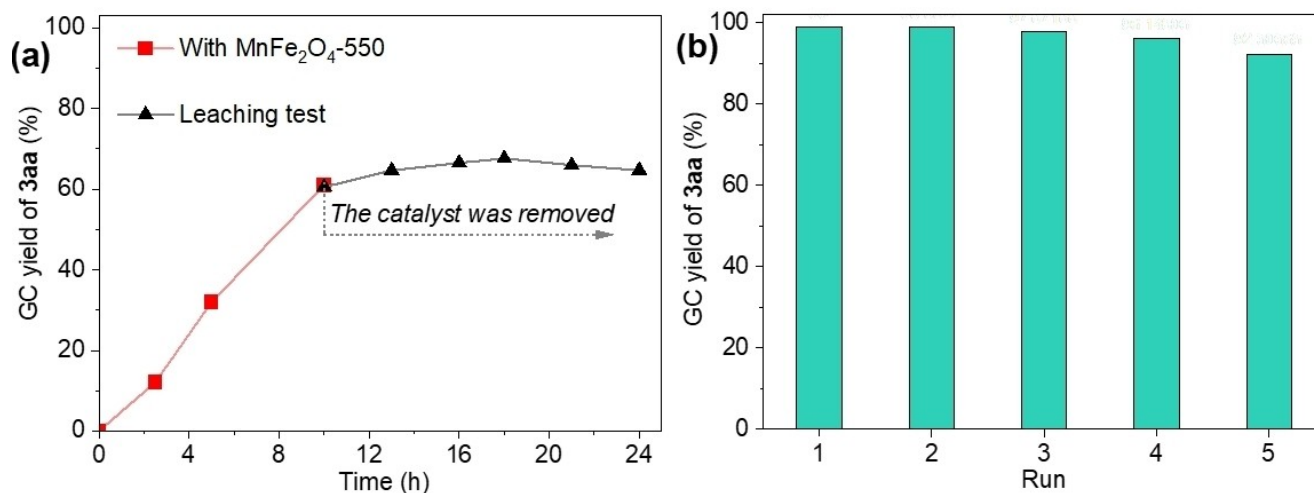 (a)
With MnFe₂O₄-550
Leaching test
The catalyst was removed
GC yield of 3aa (%)
100
80
60
40
20
0
0 4 8 12 16 20 24
Time (h)
(b)
GC yield of 3aa (%)
100
80
60
40
20
0
1 2 3 4 5
Run